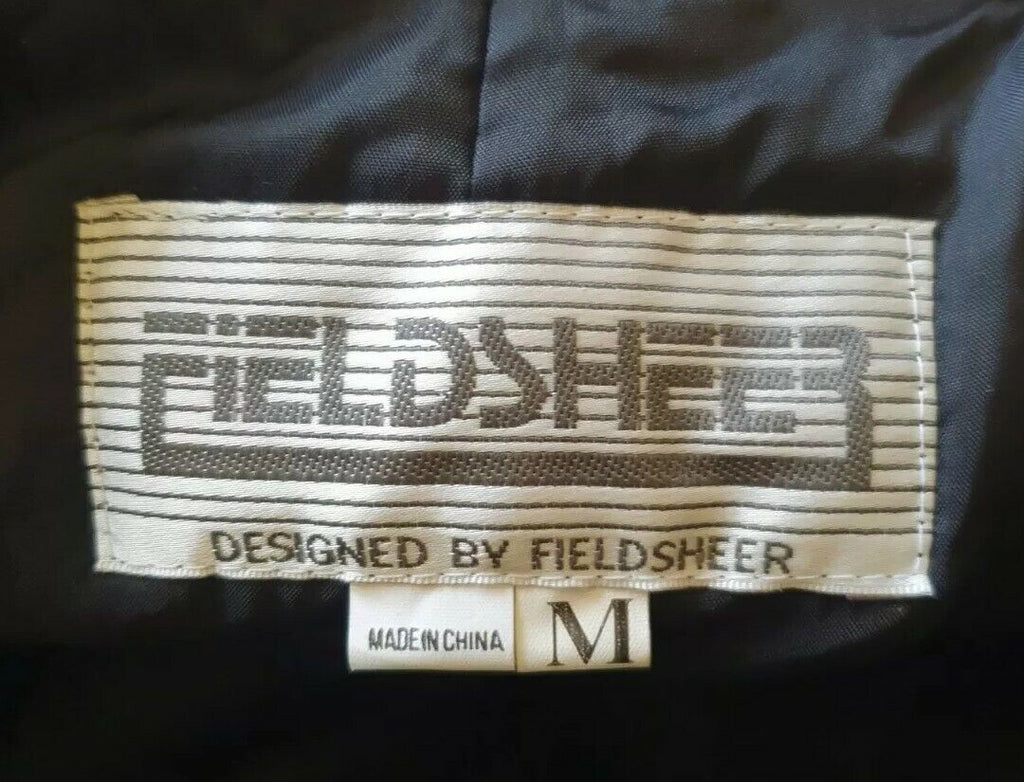 FiELDSHEER
DESIGNED BY FIELDSHEER
MADE IN CHINA
M